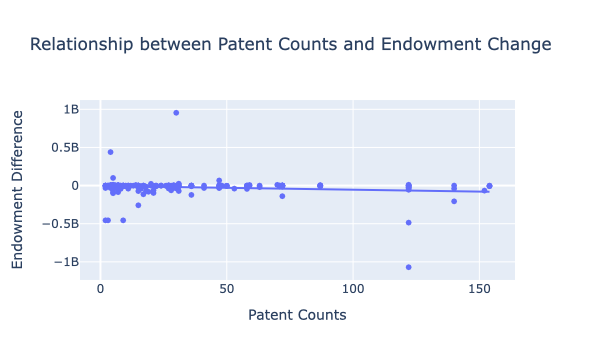 Relationship between Patent Counts and Endowment Change
1B
0.5B
0
−0.5B
−1B
Endowment Difference
0
50
100
150
Patent Counts